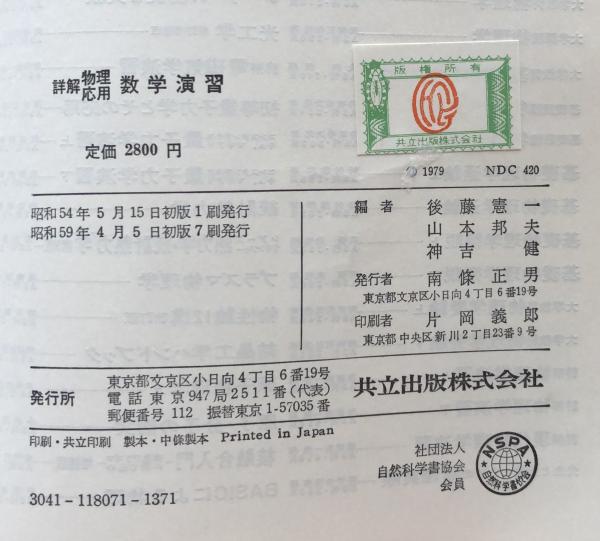 詳解 物理応用 数学演習
版権所有
共立出版株式会社
定価 2800 円
© 1979 NDC 420
昭和54年 5月 15日初版1刷発行
昭和59年 4月 5日初版7刷発行
編者 後藤憲一
山本邦夫
神吉健
発行者 南條正男
東京都文京区小日向4丁目6番19号
印刷者 片岡義郎
東京都中央区新川2丁目23番9号
発行所
東京都文京区小日向4丁目6番19号
電話東京947局2511番(代表)
郵便番号 112 振替東京1-57035番
共立出版株式会社
印刷・共立印刷 製本・中條製本 Printed in Japan
社団法人
自然科学書協会
会員
NSPA
自然科学書協会
3041-118071-1371